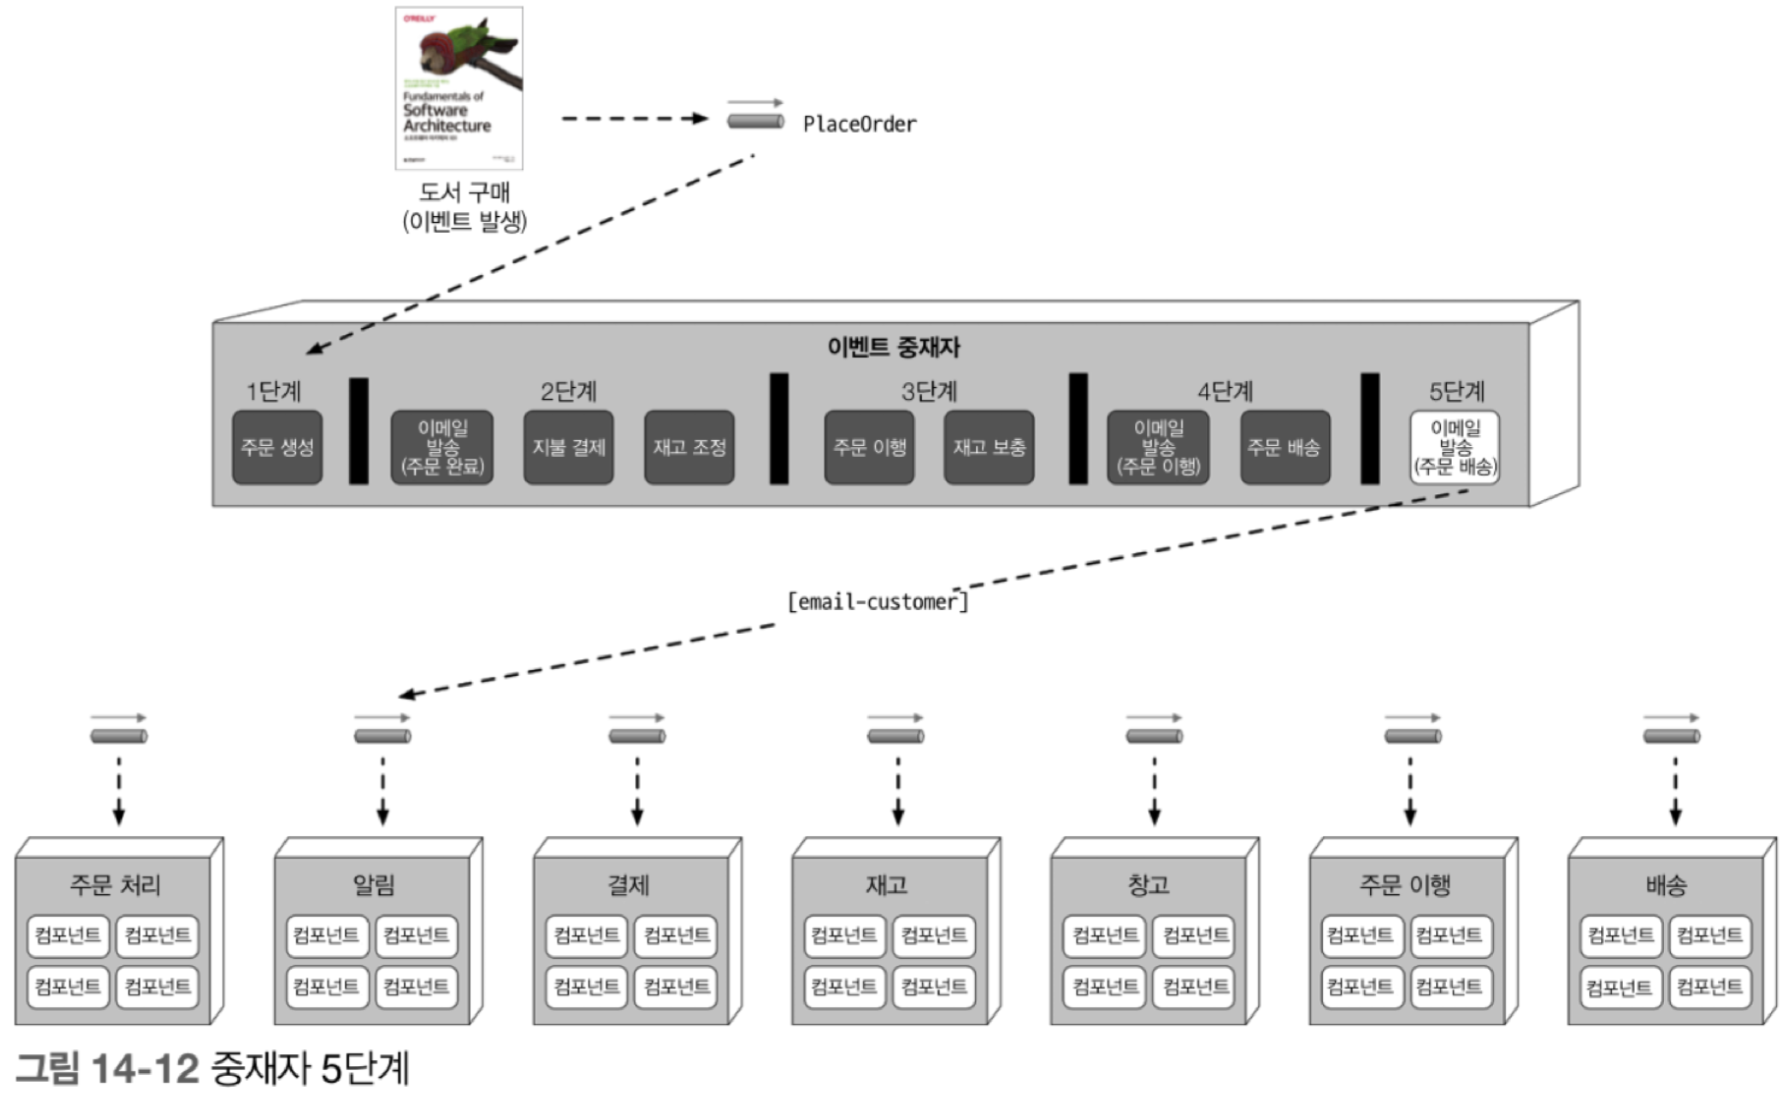 O'REILLY
Fundamentals of
Software
Architecture
도서 구매
(이벤트 발생)
PlaceOrder
이벤트 중재자
1단계
주문 생성
2단계
이메일
발송
(주문 완료)
지불 결제
재고 조정
3단계
주문 이행
재고 보충
4단계
이메일
발송
(주문 이행)
주문 배송
5단계
이메일
발송
(주문 배송)
[email-customer]
주문 처리
컴포넌트 컴포넌트
컴포넌트 컴포넌트
알림
컴포넌트 컴포넌트
컴포넌트 컴포넌트
결제
컴포넌트 컴포넌트
컴포넌트 컴포넌트
재고
컴포넌트 컴포넌트
컴포넌트 컴포넌트
창고
컴포넌트 컴포넌트
컴포넌트 컴포넌트
주문 이행
컴포넌트 컴포넌트
컴포넌트 컴포넌트
배송
컴포넌트 컴포넌트
컴포넌트 컴포넌트
그림 14-12 중재자 5단계